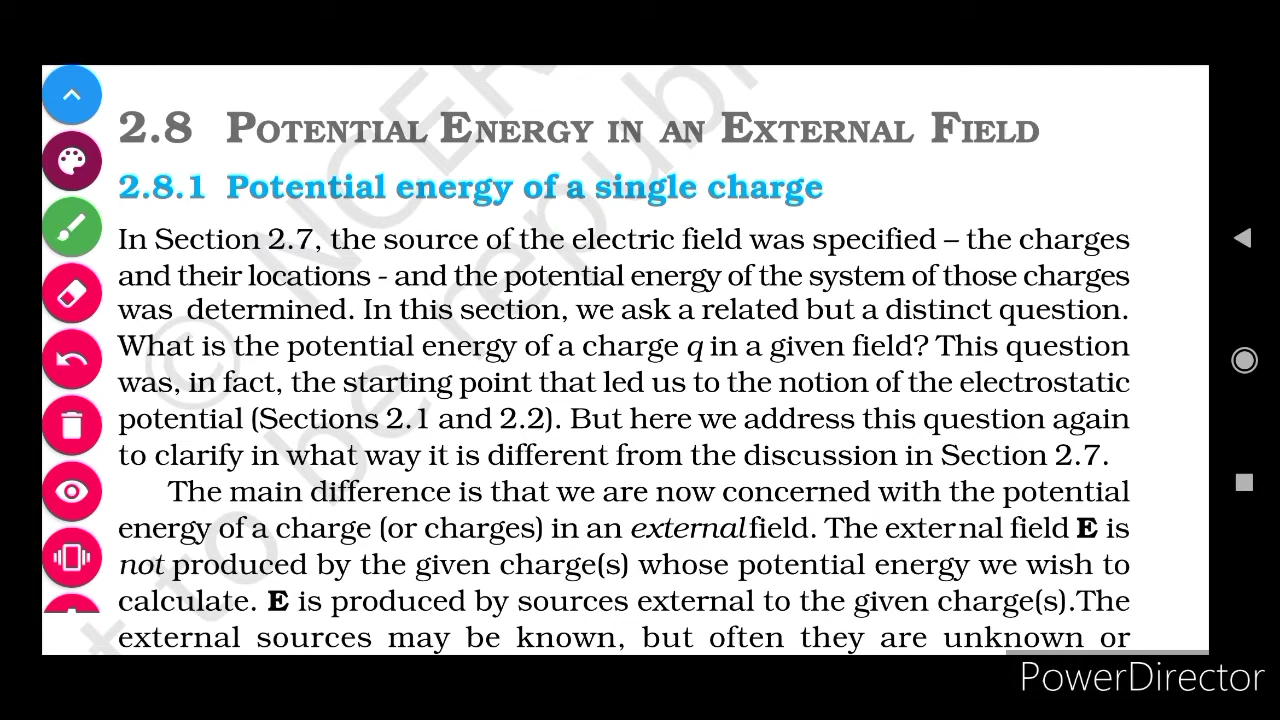 2.8 Potential Energy in an External Field
2.8.1 Potential energy of a single charge
In Section 2.7, the source of the electric field was specified – the charges
and their locations - and the potential energy of the system of those charges
was determined. In this section, we ask a related but a distinct question.
What is the potential energy of a charge q in a given field? This question
was, in fact, the starting point that led us to the notion of the electrostatic
potential (Sections 2.1 and 2.2). But here we address this question again
to clarify in what way it is different from the discussion in Section 2.7.
The main difference is that we are now concerned with the potential
energy of a charge (or charges) in an external field. The external field E is
not produced by the given charge(s) whose potential energy we wish to
calculate. E is produced by sources external to the given charge(s).The
external sources may be known, but often they are unknown or
PowerDirector